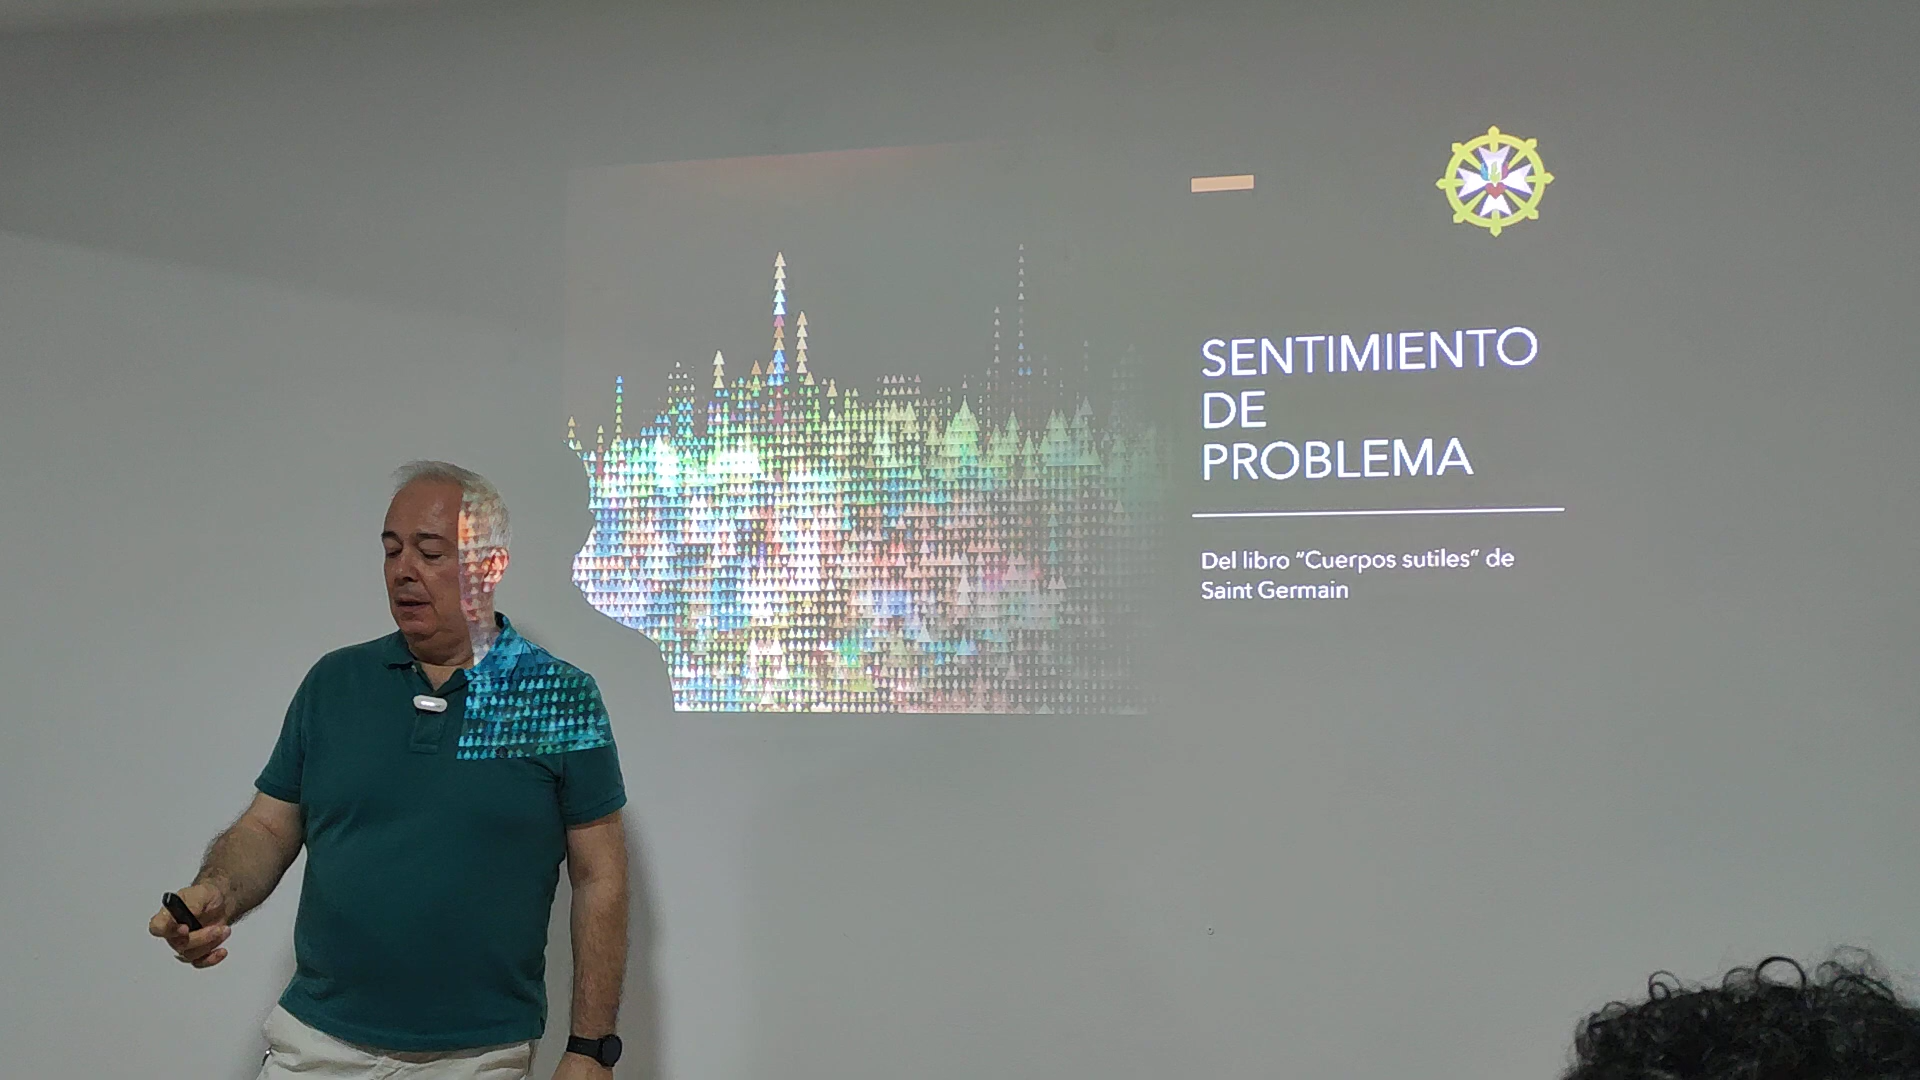 SENTIMIENTO
DE
PROBLEMA
Del libro “Cuerpos sutiles” de
Saint Germain